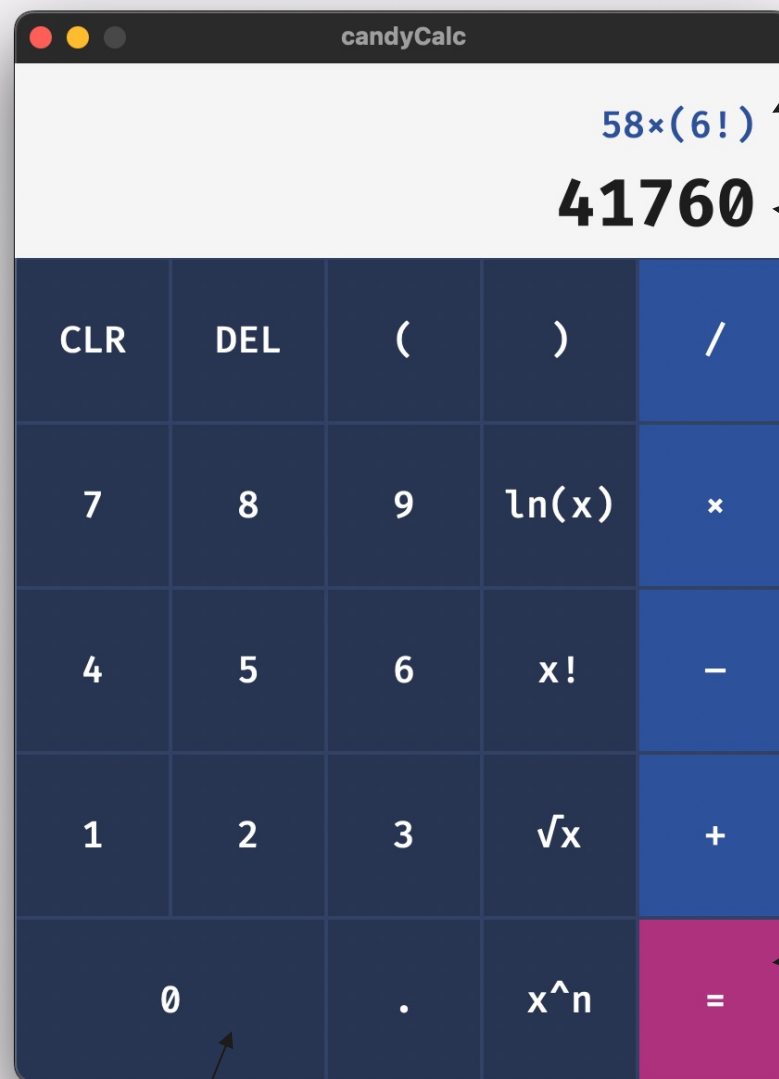 candyCalc
58×(6!)
41760
CLR DEL ( ) /
7 8 9 ln(x) ×
4 5 6 x! −
1 2 3 √x +
0 . x^n =